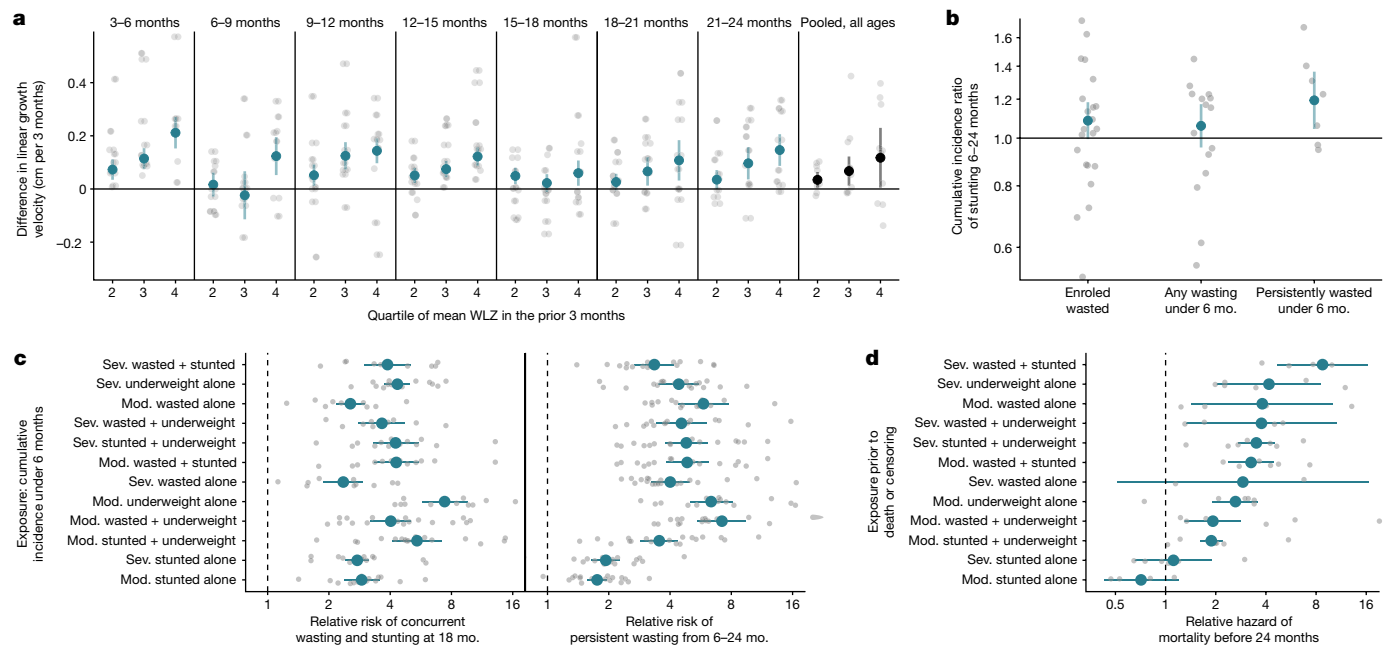 a
3–6 months 6–9 months 9–12 months 12–15 months 15–18 months 18–21 months 21–24 months Pooled, all ages
Difference in linear growth
velocity (cm per 3 months)
0.4
0.2
0
–0.2
2 3 4 2 3 4 2 3 4 2 3 4 2 3 4 2 3 4 2 3 4 2 3 4
Quartile of mean WLZ in the prior 3 months
b
Cumulative incidence ratio
of stunting 6–24 months
1.6
1.4
1.2
1.0
0.8
0.6
Enroled
wasted
Any wasting
under 6 mo.
Persistently wasted
under 6 mo.
c
Exposure: cumulative
incidence under 6 months
Sev. wasted + stunted
Sev. underweight alone
Mod. wasted alone
Sev. wasted + underweight
Sev. stunted + underweight
Mod. wasted + stunted
Sev. wasted alone
Mod. underweight alone
Mod. wasted + underweight
Mod. stunted + underweight
Sev. stunted alone
Mod. stunted alone
1 2 4 8 16
Relative risk of concurrent
wasting and stunting at 18 mo.
1 2 4 8 16
Relative risk of
persistent wasting from 6–24 mo.
d
Exposure prior to
death or censoring
Sev. wasted + stunted
Sev. underweight alone
Mod. wasted alone
Sev. wasted + underweight
Sev. stunted + underweight
Mod. wasted + stunted
Sev. wasted alone
Mod. underweight alone
Mod. wasted + underweight
Mod. stunted + underweight
Sev. stunted alone
Mod. stunted alone
0.5 1 2 4 8 16
Relative hazard of
mortality before 24 months